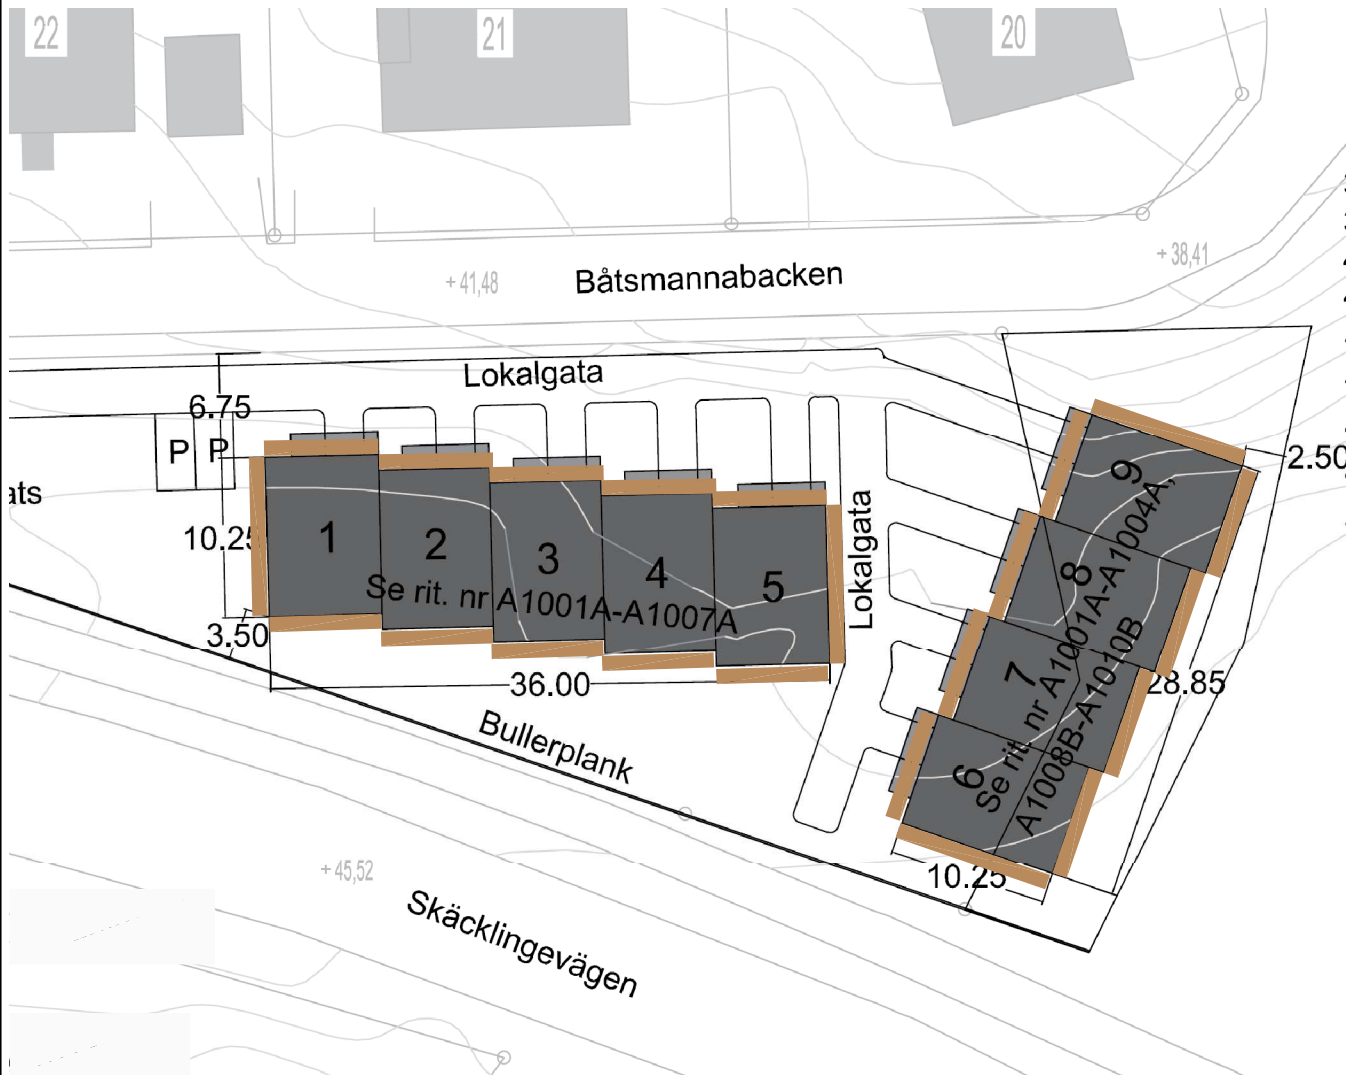 22
21
20
+ 38,41
+ 41,48
Båtsmannabacken
Lokalgata
6.75
P P
2.50
ats
10.25
1
2
3
4
5
Se rit. nr A1001A-A1007A
Lokalgata
9
8
7
6
Se rit. nr A1001A-A1004A,
A1008B-A1010B
3.50
36.00
28.85
Bullerplank
10.25
+ 45,52
Skäcklingevägen